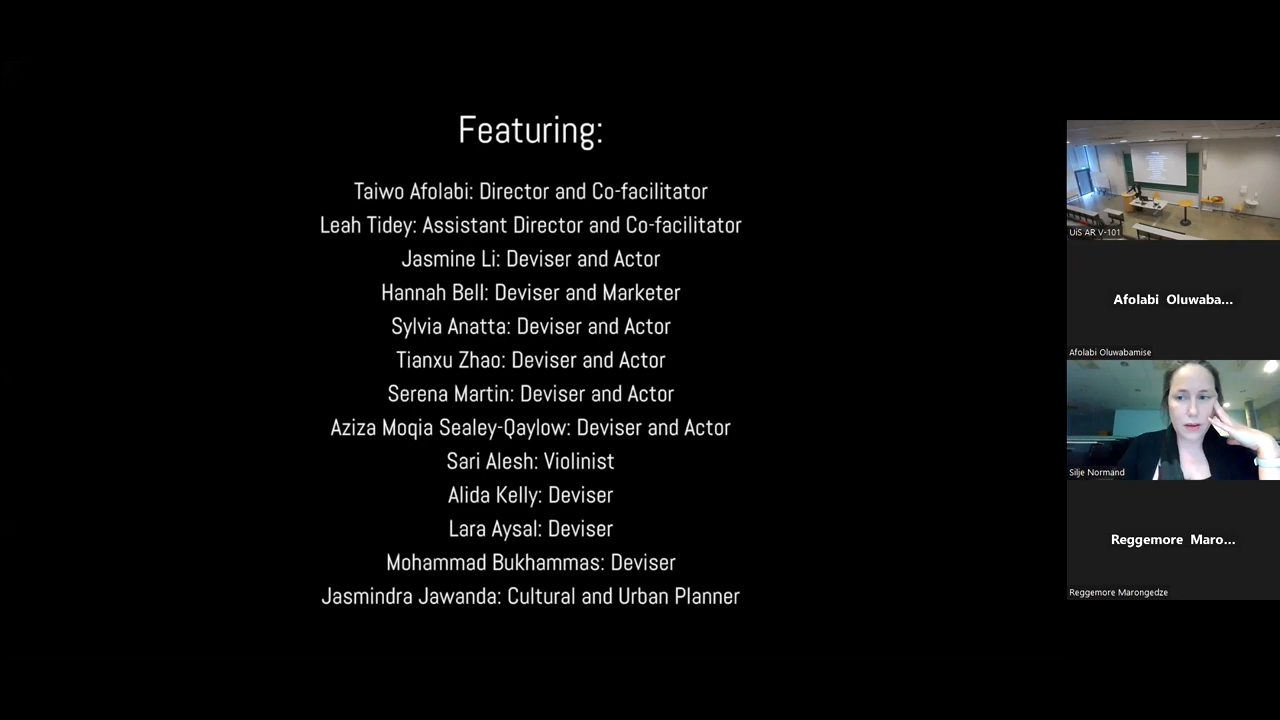 Featuring:
Taiwo Afolabi: Director and Co-facilitator
Leah Tidey: Assistant Director and Co-facilitator
Jasmine Li: Deviser and Actor
Hannah Bell: Deviser and Marketer
Sylvia Anatta: Deviser and Actor
Tianxu Zhao: Deviser and Actor
Serena Martin: Deviser and Actor
Aziza Moqia Sealey-Qaylow: Deviser and Actor
Sari Alesh: Violinist
Alida Kelly: Deviser
Lara Aysal: Deviser
Mohammad Bukhammas: Deviser
Jasmindra Jawanda: Cultural and Urban Planner
UiS AR V-101
Afolabi Oluwaba...
Afolabi Oluwabamise
Silje Normand
Reggemore Maro...
Reggemore Marongedze